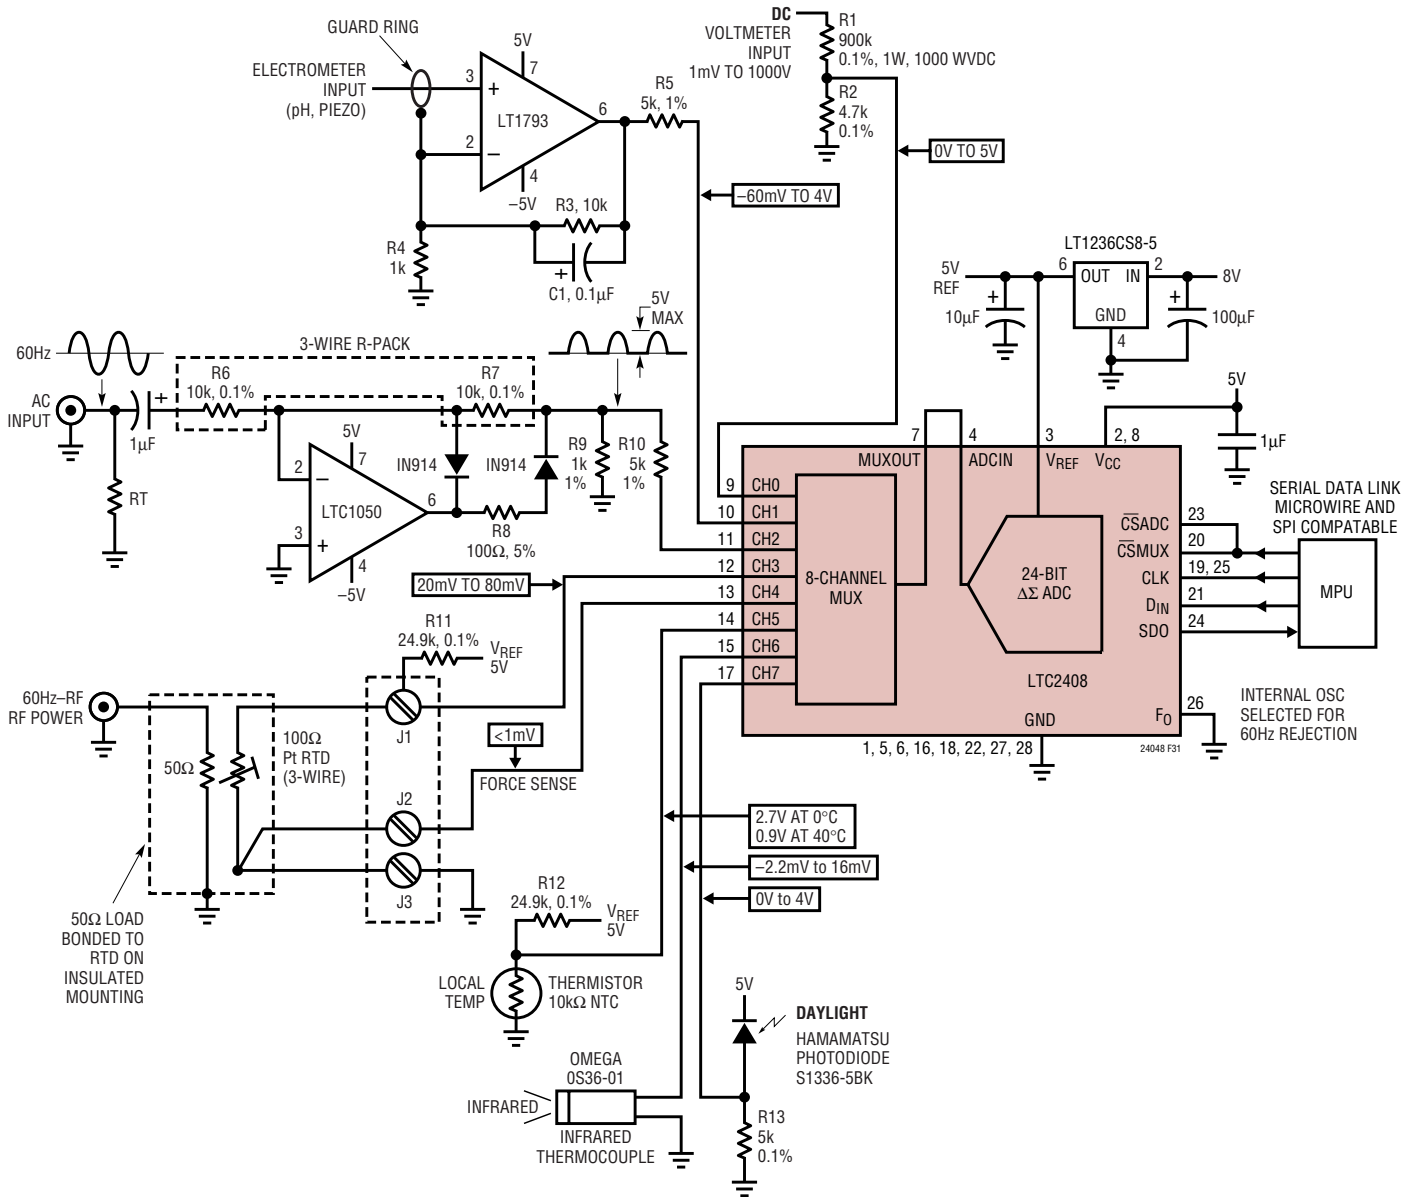 GUARD RING
ELECTROMETER
INPUT
(pH, PIEZO)
3
+
2
–
LT1793
5V
7
6
4
–5V
R5
5k, 1%
R3, 10k
+
C1, 0.1µF
R4
1k
DC
VOLTMETER
INPUT
1mV TO 1000V
R1
900k
0.1%, 1W, 1000 WVDC
R2
4.7k
0.1%
0V TO 5V
–60mV TO 4V
LT1236CS8-5
5V
REF
6
OUT
IN
2
8V
GND
4
+
10µF
+
100µF
5V
1µF
60Hz
AC
INPUT
+
1µF
RT
3-WIRE R-PACK
R6
10k, 0.1%
R7
10k, 0.1%
5V
MAX
2
–
3
+
LTC1050
5V
7
6
4
–5V
IN914
IN914
R8
100Ω, 5%
R9
1k
1%
R10
5k
1%
20mV TO 80mV
7
4
3
2, 8
MUXOUT
ADCIN
VREF
VCC
9
CH0
10
CH1
11
CH2
12
CH3
13
CH4
14
CH5
15
CH6
17
CH7
8-CHANNEL
MUX
24-BIT
ΔΣ ADC
LTC2408
GND
1, 5, 6, 16, 18, 22, 27, 28
CSADC
23
CSMUX
20
CLK
19, 25
DIN
21
SDO
24
FO
26
SERIAL DATA LINK
MICROWIRE AND
SPI COMPATABLE
MPU
INTERNAL OSC
SELECTED FOR
60Hz REJECTION
24048 F31
R11
24.9k, 0.1%
VREF
5V
60Hz–RF
RF POWER
50Ω
100Ω
Pt RTD
(3-WIRE)
J1
J2
J3
<1mV
FORCE SENSE
50Ω LOAD
BONDED TO
RTD ON
INSULATED
MOUNTING
2.7V AT 0°C
0.9V AT 40°C
–2.2mV to 16mV
0V to 4V
R12
24.9k, 0.1%
VREF
5V
LOCAL
TEMP
THERMISTOR
10kΩ NTC
OMEGA
0S36-01
INFRARED
INFRARED
THERMOCOUPLE
5V
DAYLIGHT
HAMAMATSU
PHOTODIODE
S1336-5BK
R13
5k
0.1%